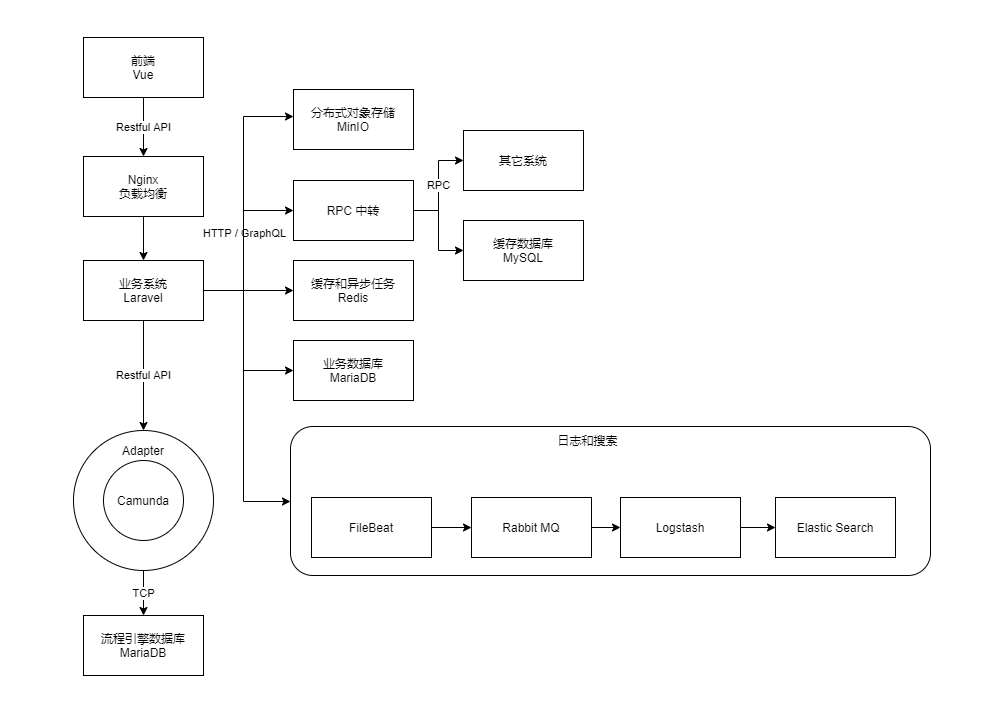 前端
Vue
Restful API
Nginx
负载均衡
业务系统
Laravel
HTTP / GraphQL
分布式对象存储
MinIO
RPC 中转
RPC
其它系统
缓存数据库
MySQL
缓存和异步任务
Redis
业务数据库
MariaDB
Restful API
Adapter
Camunda
TCP
流程引擎数据库
MariaDB
日志和搜索
FileBeat
Rabbit MQ
Logstash
Elastic Search